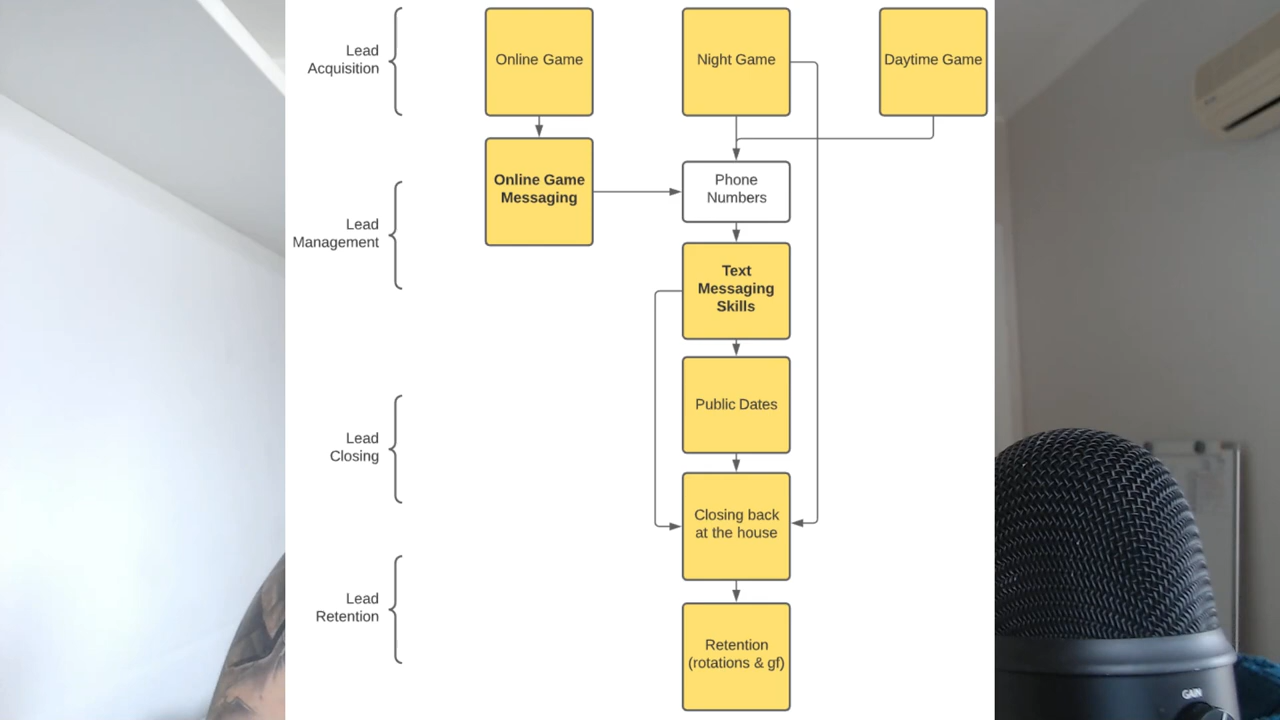 Lead
Acquisition
Online Game
Night Game
Daytime Game
Online Game
Messaging
Phone
Numbers
Lead
Management
Text
Messaging
Skills
Public Dates
Lead
Closing
Closing back
at the house
Lead
Retention
Retention
(rotations & gf)
GAIN